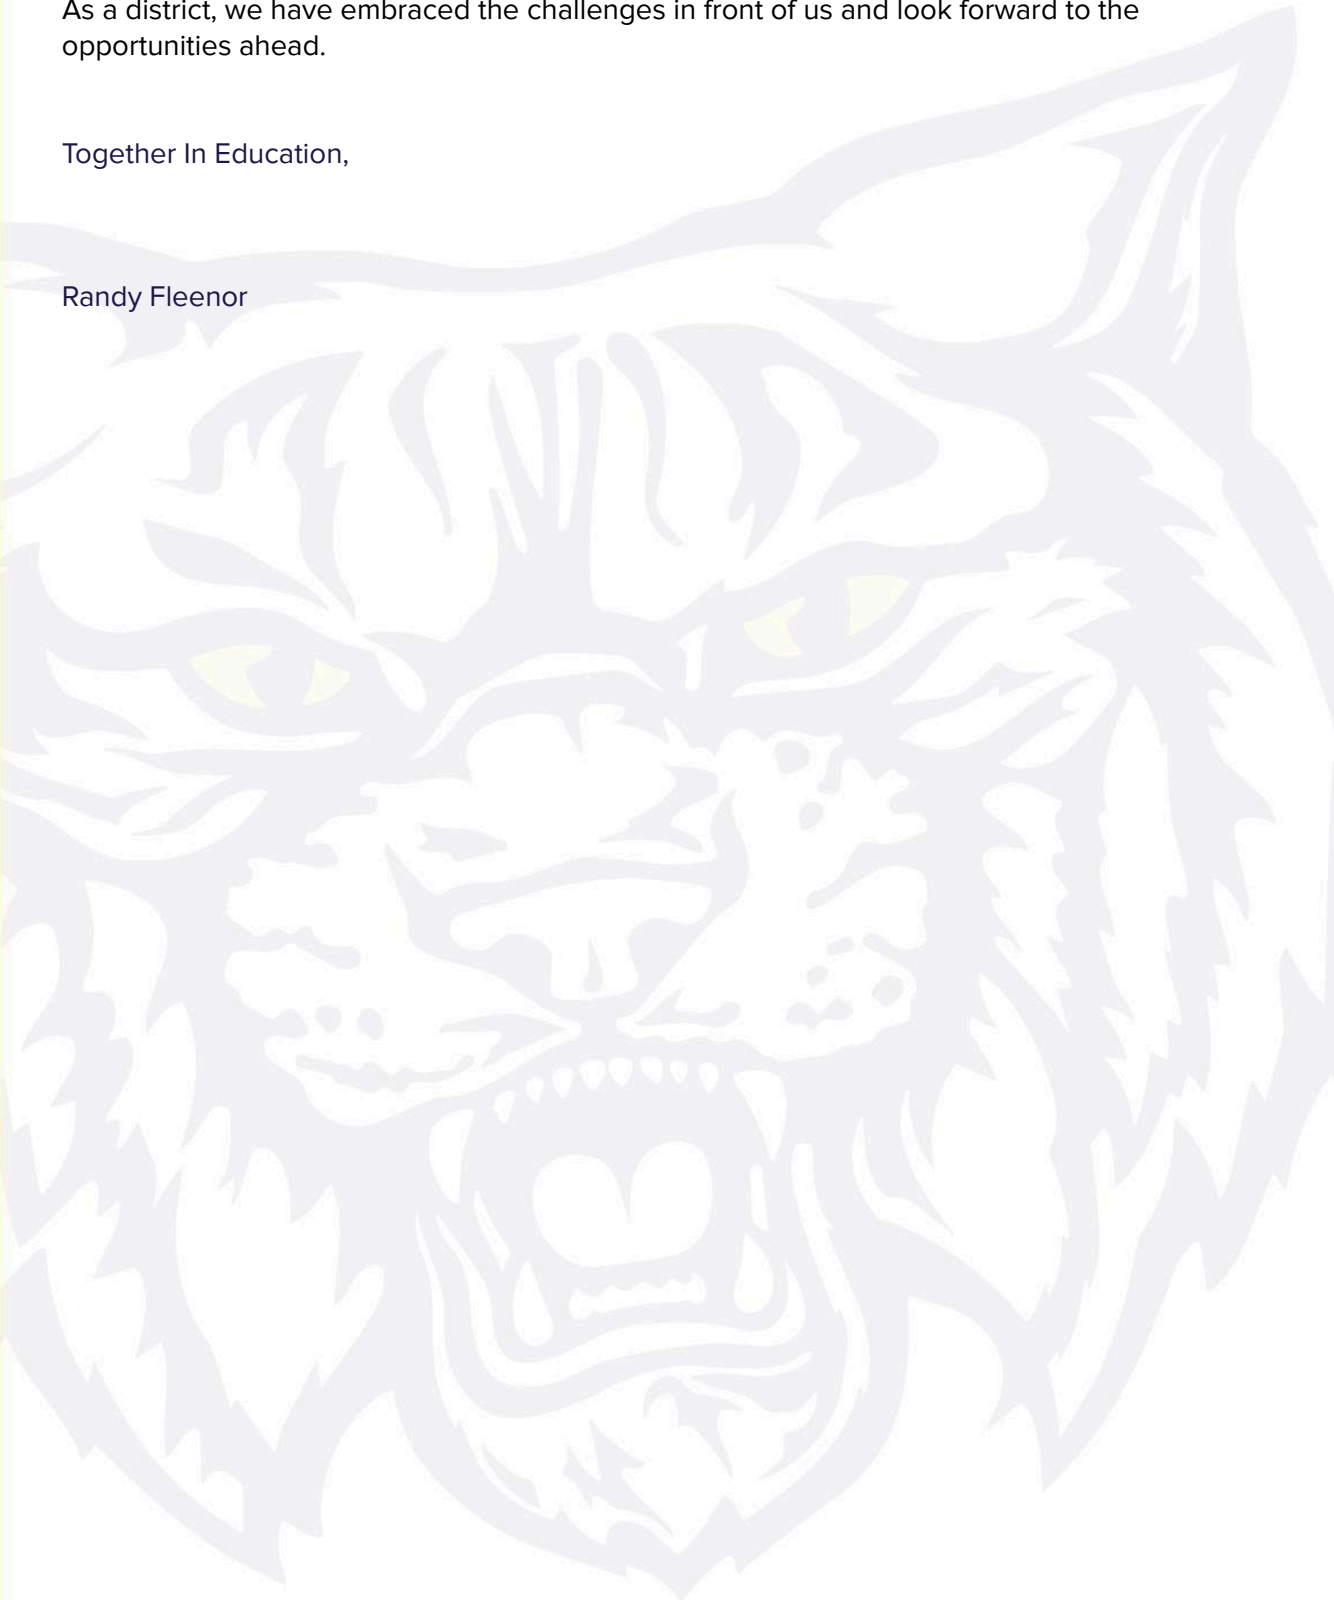 As a district, we have embraced the challenges in front of us and look forward to the
opportunities ahead.
Together In Education,
Randy Fleenor